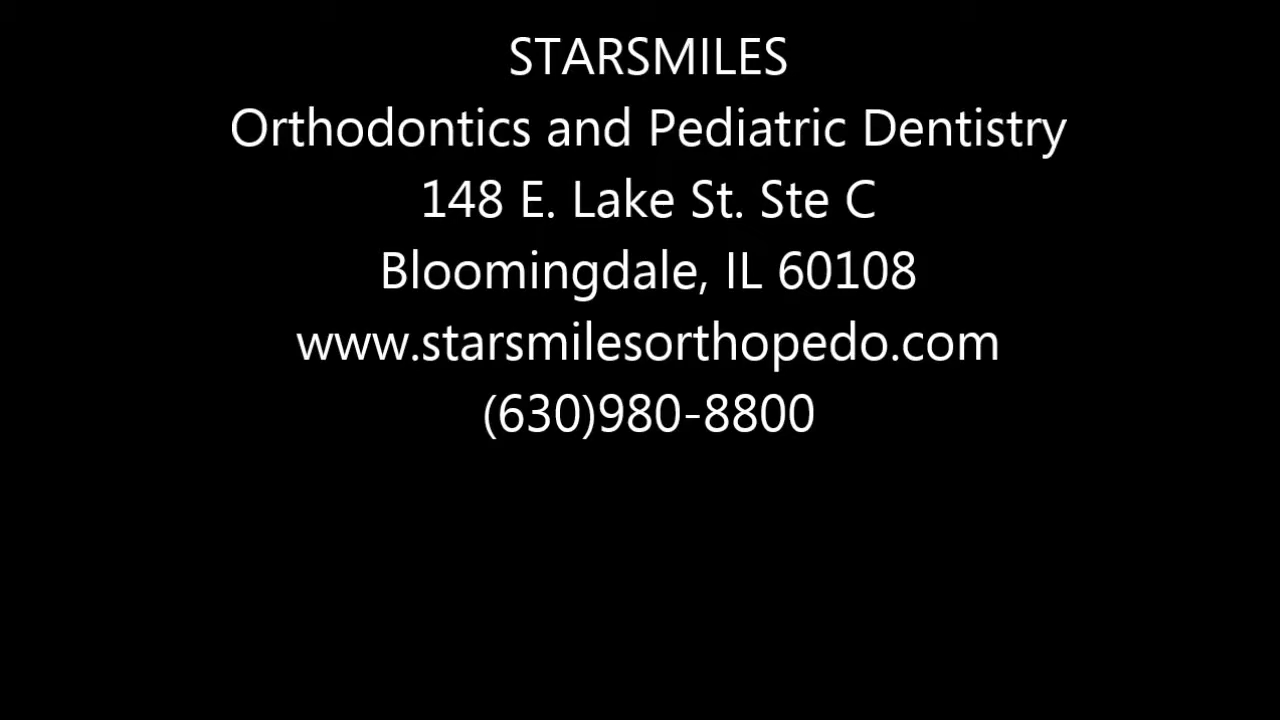 STARSMILES
Orthodontics and Pediatric Dentistry
148 E. Lake St. Ste C
Bloomingdale, IL 60108
www.starsmilesorthopedo.com
(630)980-8800